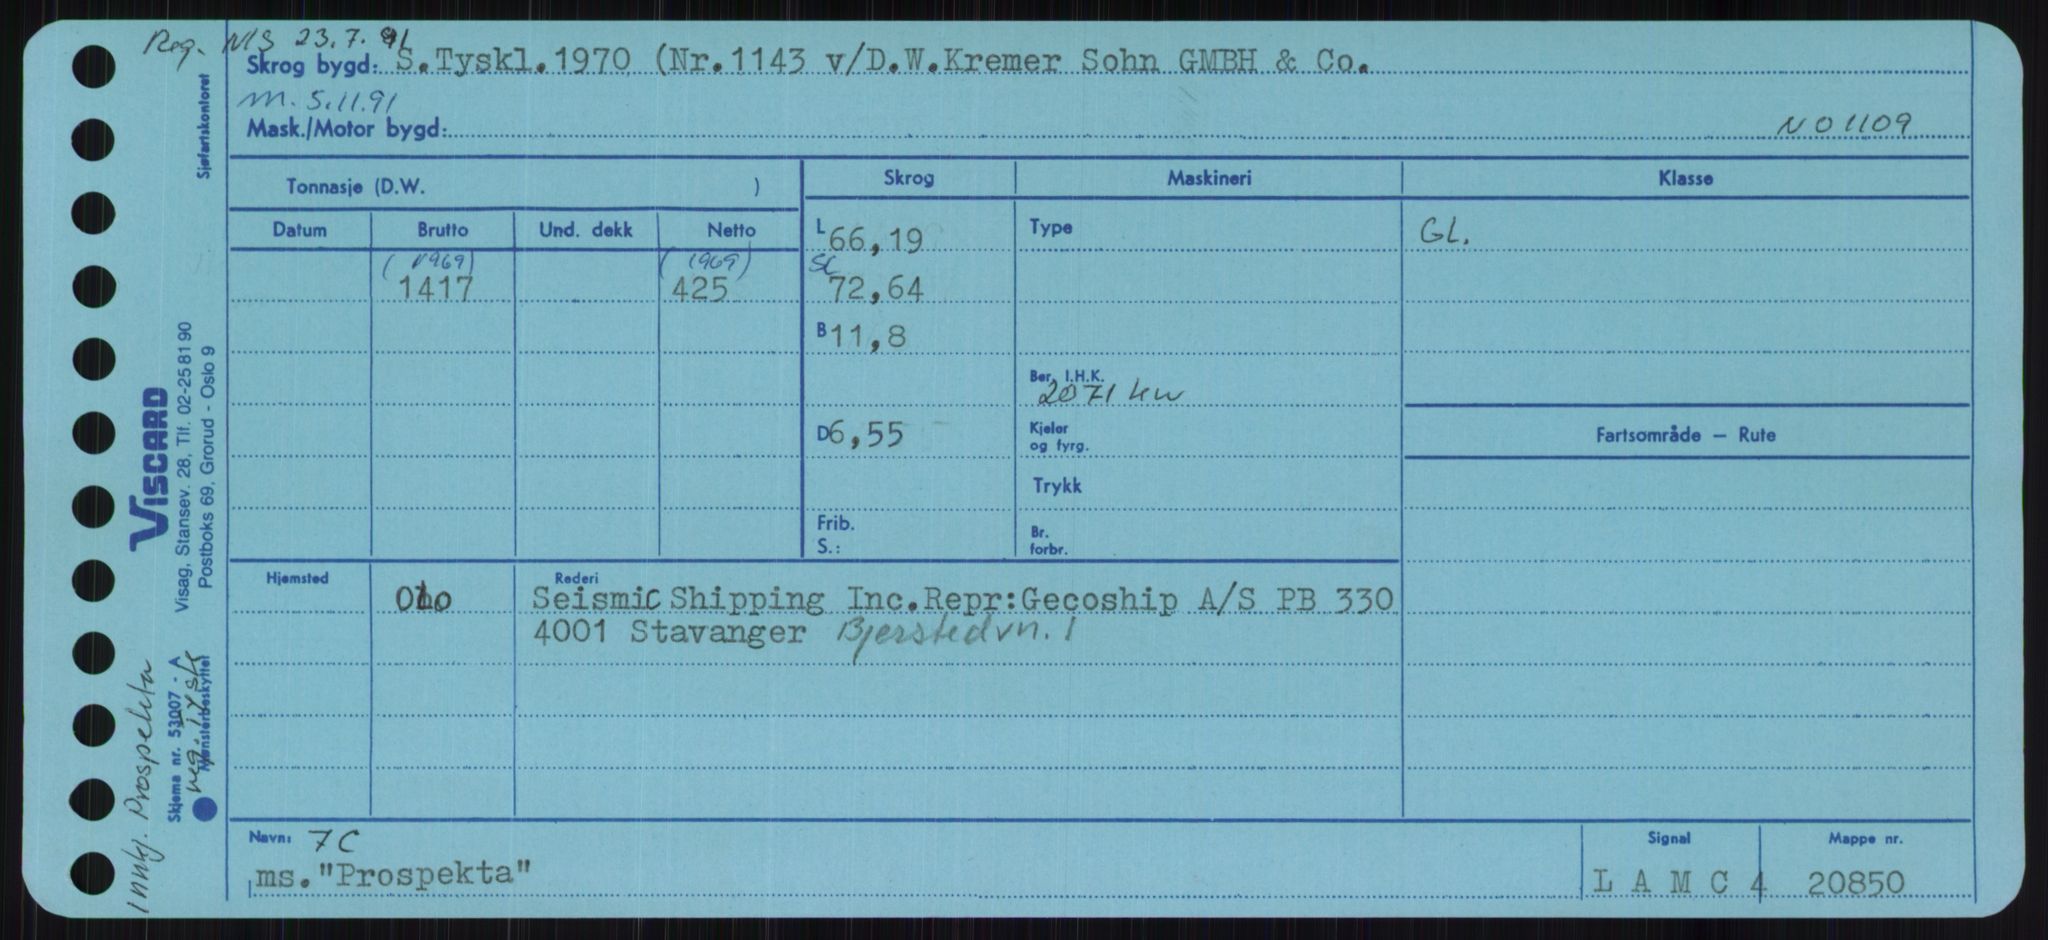 Reg. NIS 23.7.91
Skrog bygd: S.Tyskl.1970 (Nr.1143 v/D.W.Kremer Sohn GMBH & Co.
m. 5.11.91
Mask./Motor bygd: N01109
Tonnasje (D.W. ) Skrog Maskineri Klasse
Datum Brutto Und. dekk Netto L 66,19 Type GL.
(1969) (1969) SL
1417 425 72,64
B 11,8
Ber. I.H.K.
2071 kw
D 6,55 Kjeler
og fyrg.
Fartsområde — Rute
Trykk
Frib.
S.:
Br.
forbr.
Hjemsted Rederi
Oslo Seismic Shipping Inc.Repr:Gecoship A/S PB 330
4001 Stavanger Bjerstedvn. 1
Navn: 7C Signal Mappe nr.
ms."Prospekta" L A M C 4 20850
Sjøfartskontoret
VISCARD
Visag, Stansev. 28, Tlf. 02-25 81 90
Postboks 69, Grorud - Oslo 9
Skjema nr. 53007 - A
Mønsterbeskyttet
innkj. Prospekta